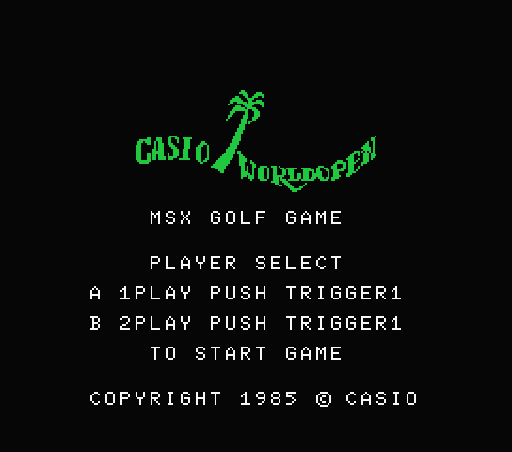 CASIO WORLDOPEN
MSX GOLF GAME
PLAYER SELECT
A 1PLAY PUSH TRIGGER1
B 2PLAY PUSH TRIGGER1
TO START GAME
COPYRIGHT 1985 © CASIO